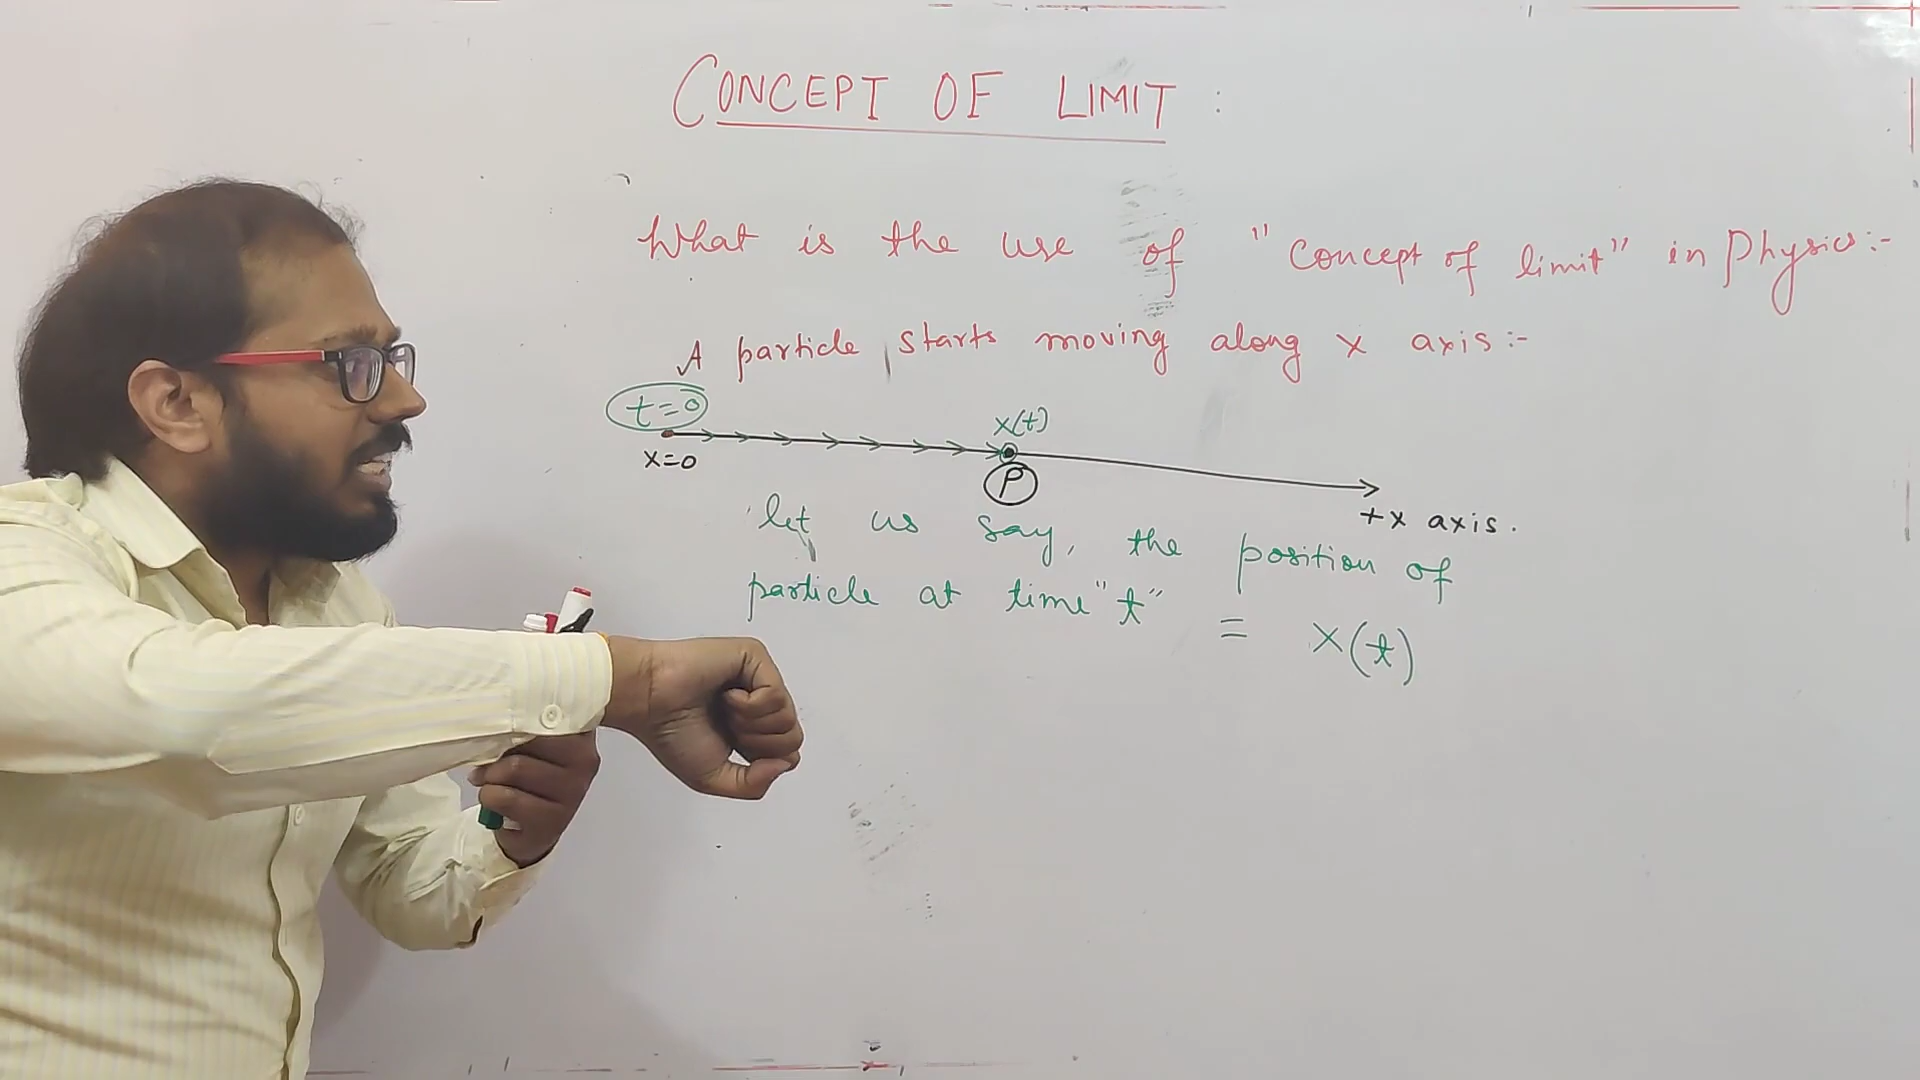 CONCEPT OF LIMIT :
What is the use of "Concept of limit" in Physics:-
A particle starts moving along x axis:-
t=0
x(t)
x=0
P
+x axis.
let us say, the position of
particle at time "t" = x(t)